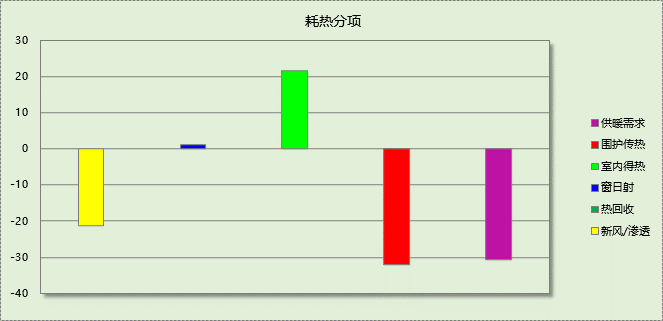 耗热分项
30
20
10
0
-10
-20
-30
-40
供暖需求
围护传热
室内得热
窗日射
热回收
新风/渗透